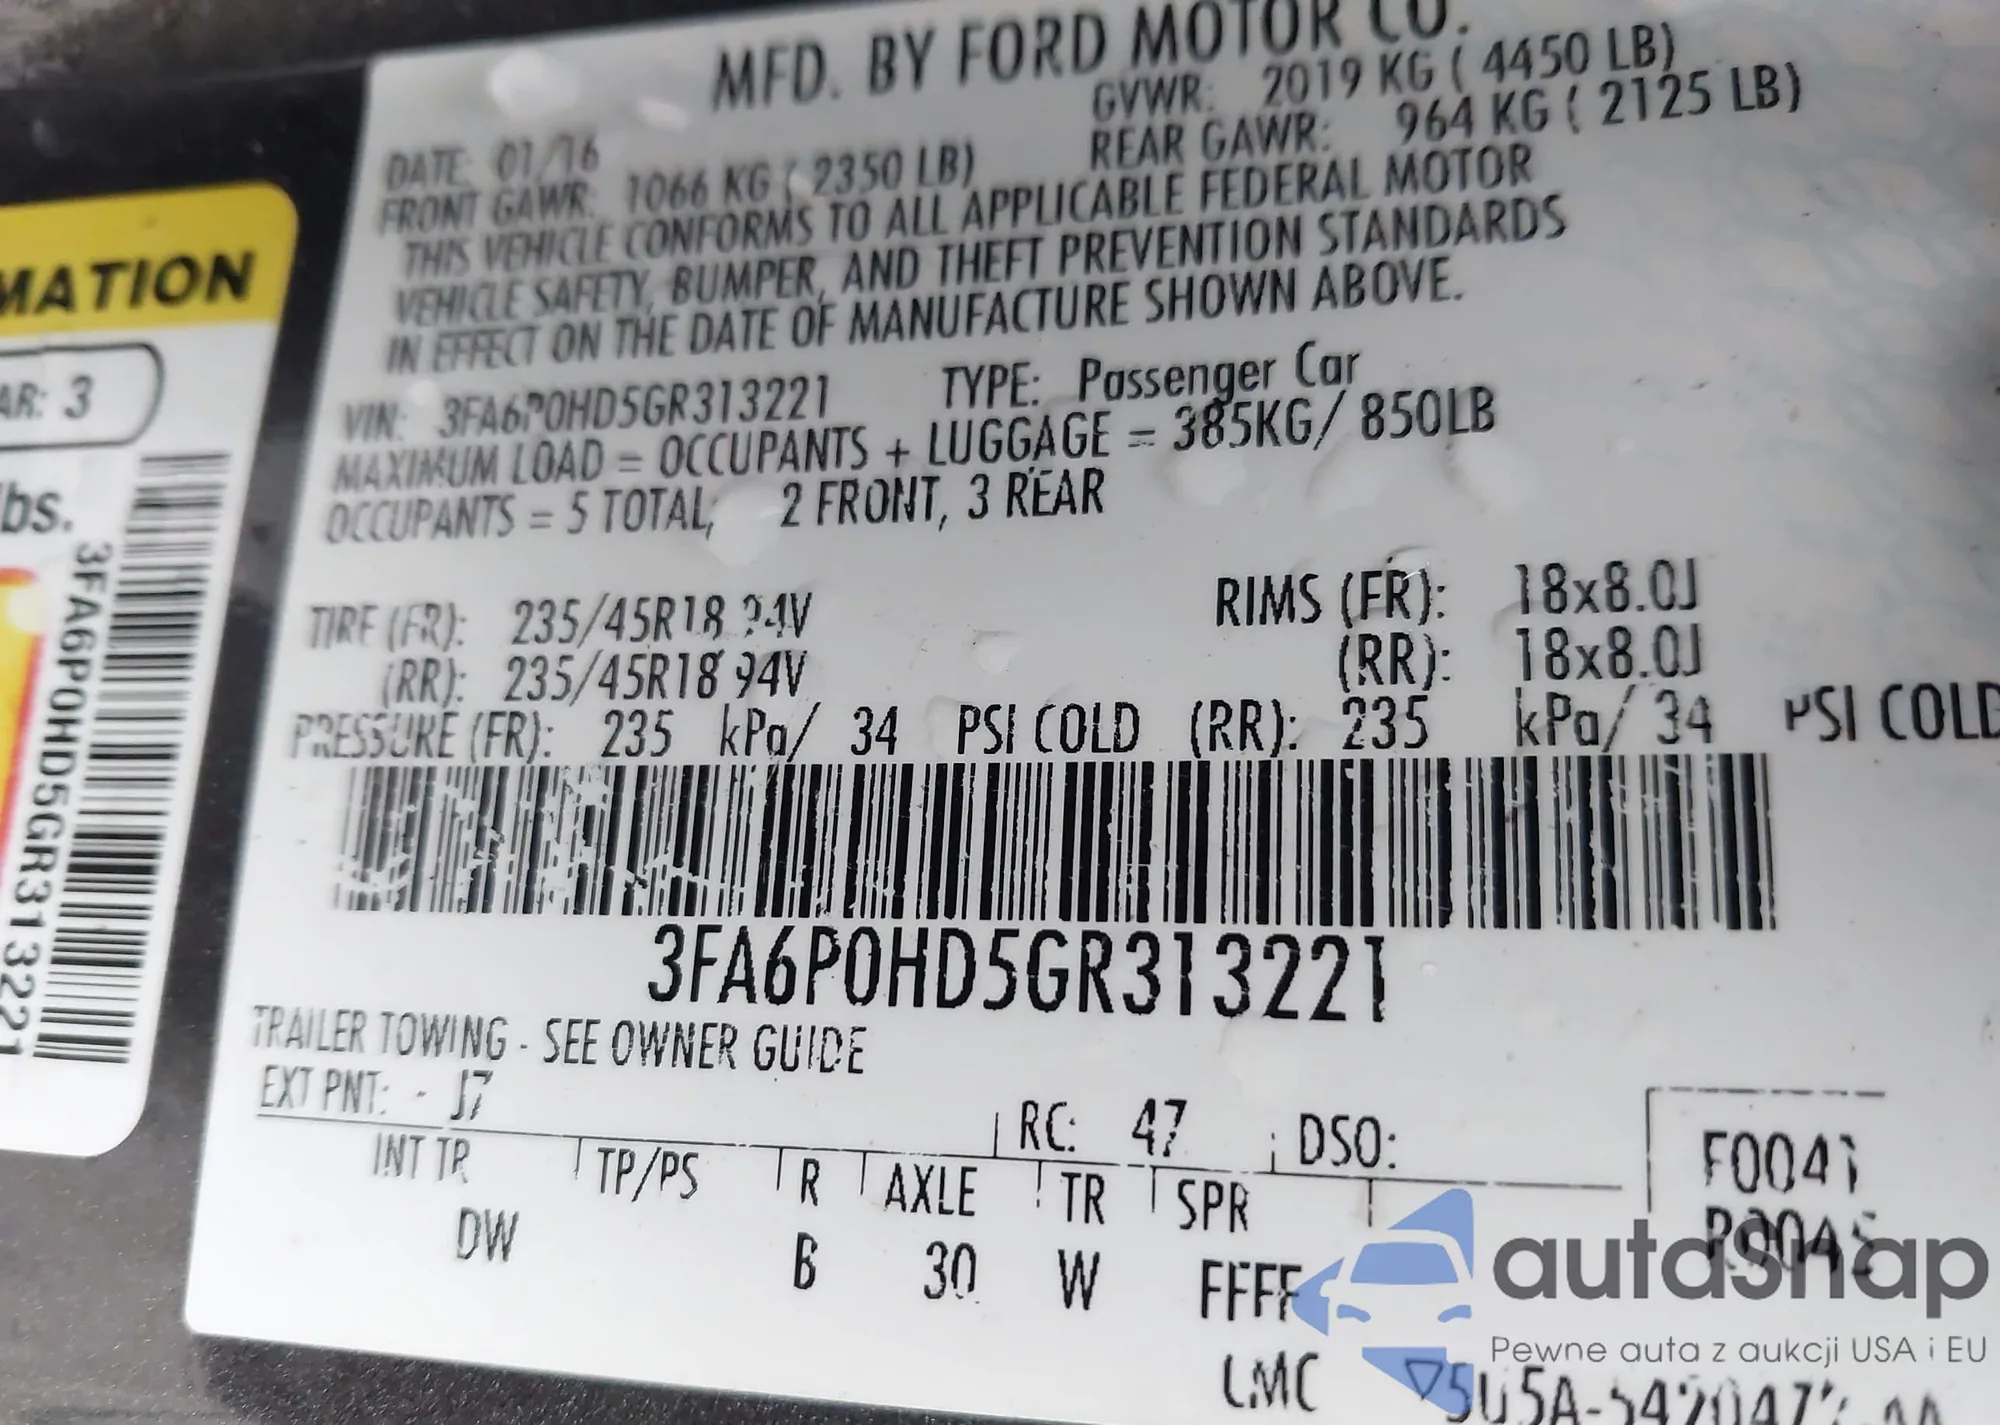 MFD. BY FORD MOTOR CO.
DATE: 01/16 GVWR: 2019 KG ( 4450 LB)
FRONT GAWR: 1066 KG ( 2350 LB) REAR GAWR: 964 KG ( 2125 LB)
THIS VEHICLE CONFORMS TO ALL APPLICABLE FEDERAL MOTOR
VEHICLE SAFETY, BUMPER, AND THEFT PREVENTION STANDARDS
IN EFFECT ON THE DATE OF MANUFACTURE SHOWN ABOVE.
VIN: 3FA6P0HD5GR313221 TYPE: Passenger Car
MAXIMUM LOAD = OCCUPANTS + LUGGAGE = 385KG/ 850LB
OCCUPANTS = 5 TOTAL; 2 FRONT, 3 REAR
TIRE (FR): 235/45R18 94V RIMS (FR): 18x8.0J
(RR): 235/45R18 94V (RR): 18x8.0J
PRESSURE (FR): 235 kPa/ 34 PSI COLD (RR): 235 kPa/ 34 PSI COLD
3FA6P0HD5GR313221
TRAILER TOWING - SEE OWNER GUIDE
EXT PNT: - J7 RC: 47 DSO:
INT TR TP/PS R AXLE TR SPR
DW B 30 W FFFF
F0041
LMC
MATION
AR: 3
lbs.
3FA6P0HD5GR313221
autasnap
Pewne auta z aukcji USA i EU